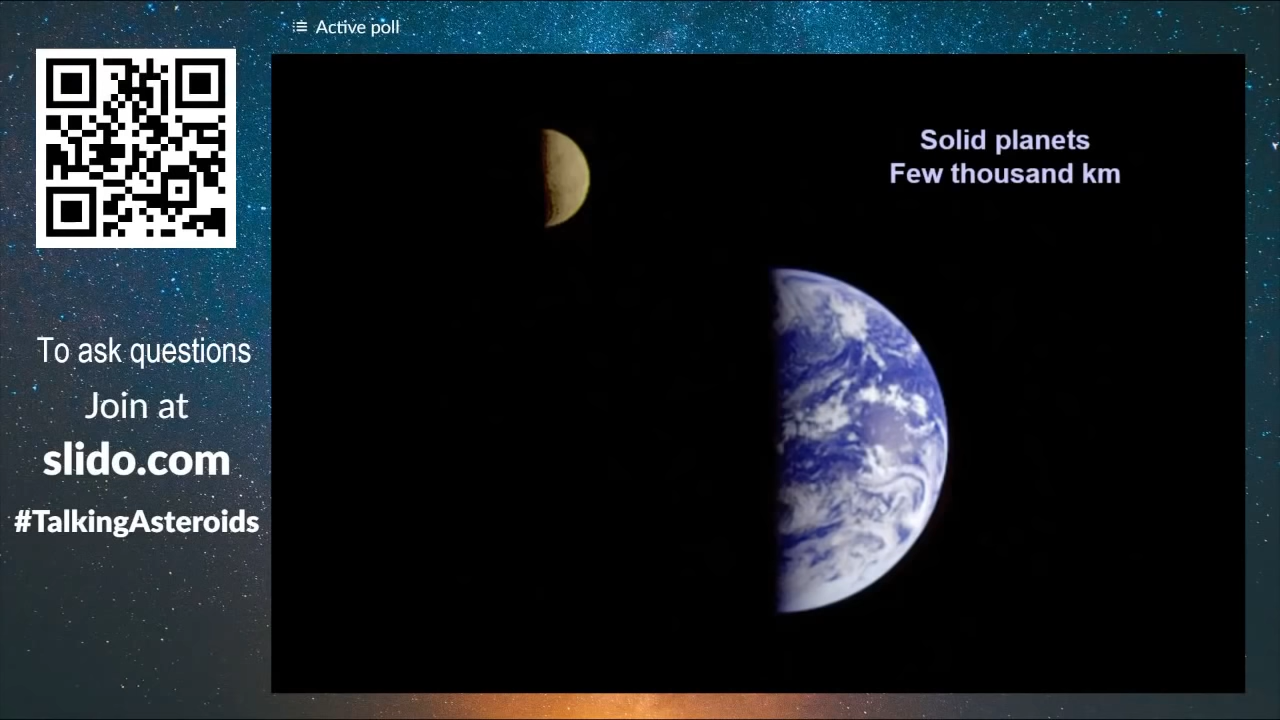 Active poll
Solid planets
Few thousand km
To ask questions
Join at
slido.com
#TalkingAsteroids